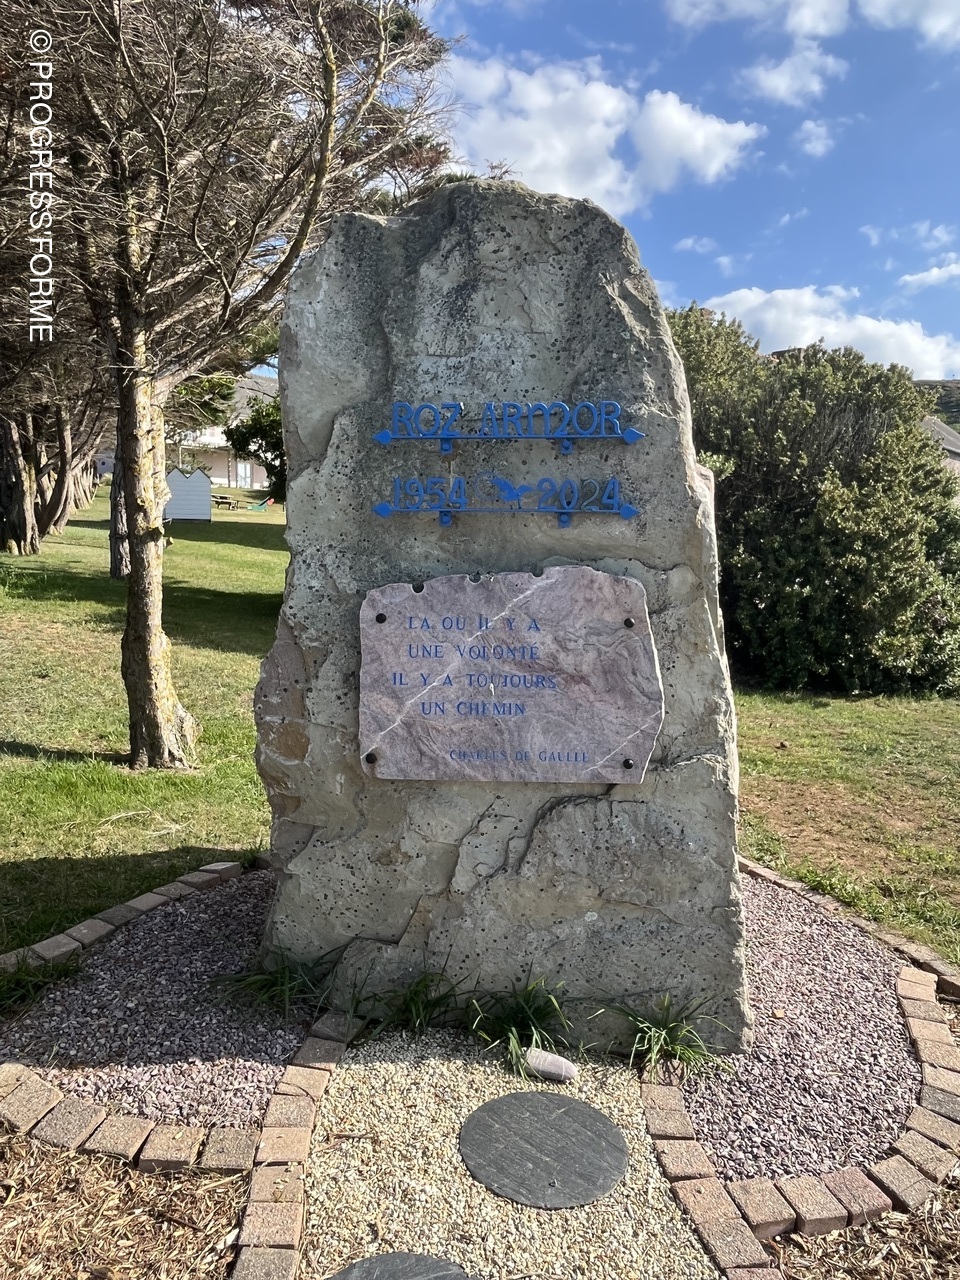 © PROGRESS'FORME
ROZ ARMOR
1954 2024
LA OU IL Y A
UNE VOLONTE
IL Y A TOUJOURS
UN CHEMIN
CHARLES DE GAULLE